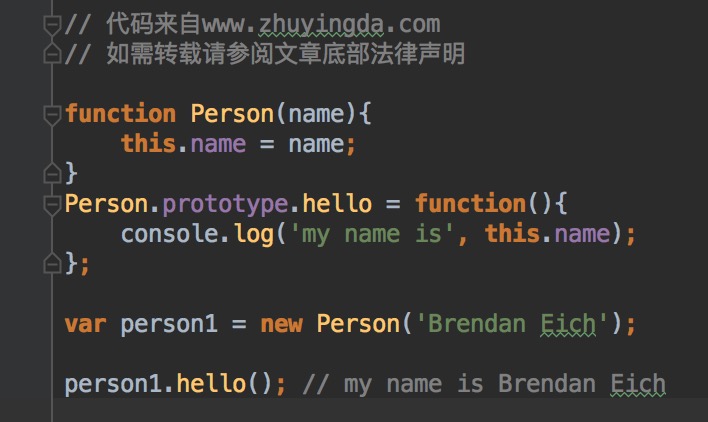 // 代码来自www.zhuyingda.com
// 如需转载请参阅文章底部法律声明
function Person(name){
    this.name = name;
}
Person.prototype.hello = function(){
    console.log('my name is', this.name);
};
var person1 = new Person('Brendan Eich');
person1.hello(); // my name is Brendan Eich